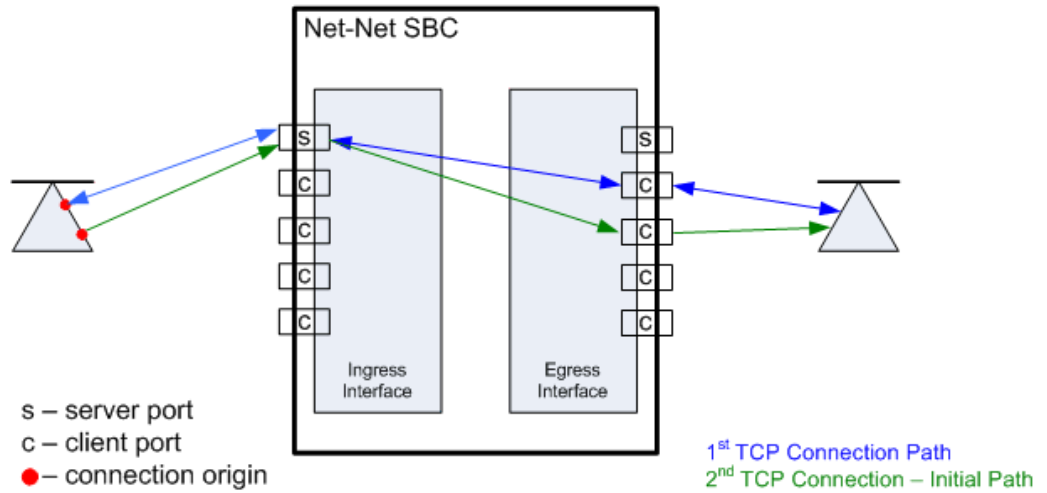 Net-Net SBC
S
C
C
C
C
S
C
C
C
C
Ingress
Interface
Egress
Interface
s – server port
c – client port
– connection origin
1st TCP Connection Path
2nd TCP Connection – Initial Path